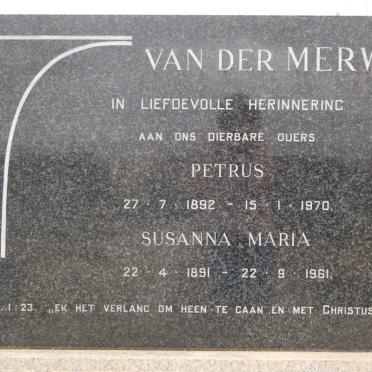 VAN DER MERW
IN LIEFDEVOLLE HERINNERING
AAN ONS DIERBARE OUERS
PETRUS
27 · 7 · 1892 – 15 · 1 · 1970.
SUSANNA MARIA
22 · 4 · 1891 – 22 · 9 · 1961.
. 1:23. „EK HET VERLANG OM HEEN TE GAAN EN MET CHRISTUS